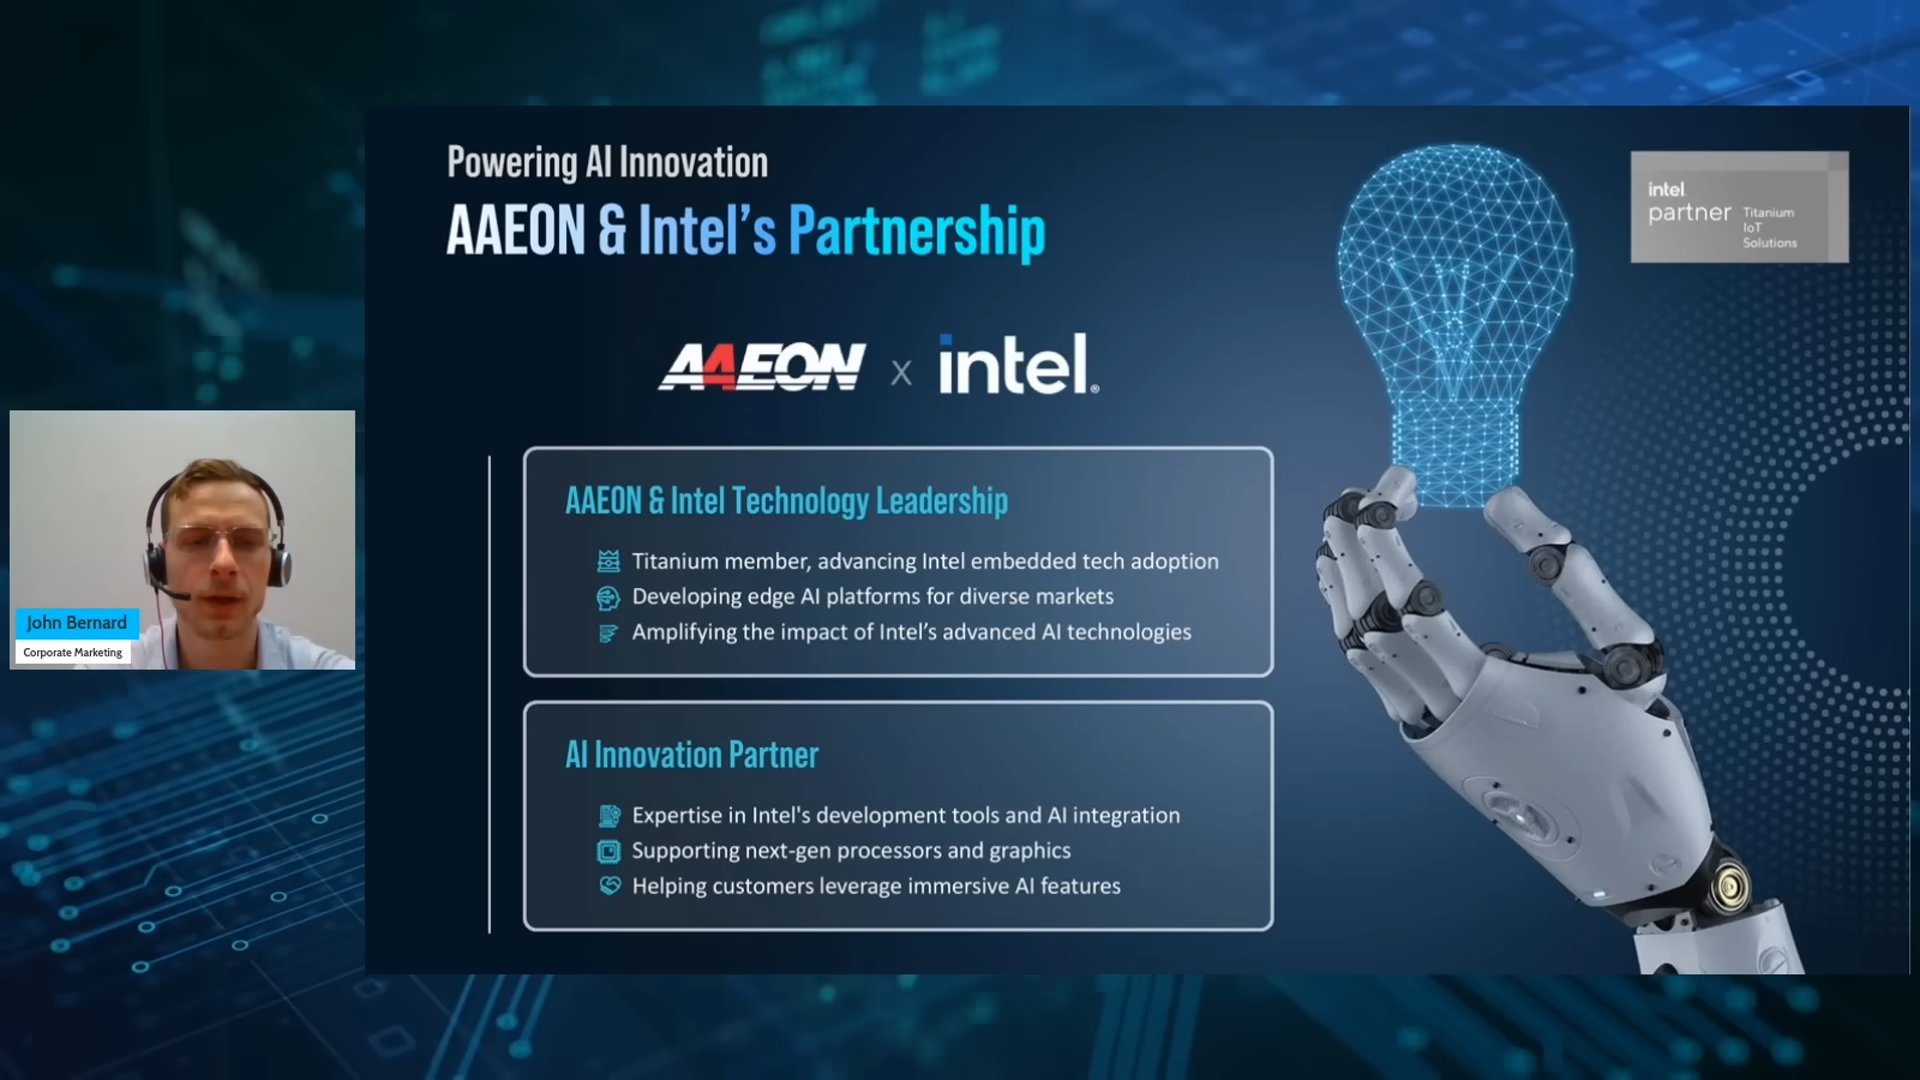 Powering AI Innovation
AAEON & Intel's Partnership
intel
partner
Titanium
IoT
Solutions
AAEON x intel®
AAEON & Intel Technology Leadership
Titanium member, advancing Intel embedded tech adoption
Developing edge AI platforms for diverse markets
Amplifying the impact of Intel's advanced AI technologies
John Bernard
Corporate Marketing
AI Innovation Partner
Expertise in Intel's development tools and AI integration
Supporting next-gen processors and graphics
Helping customers leverage immersive AI features